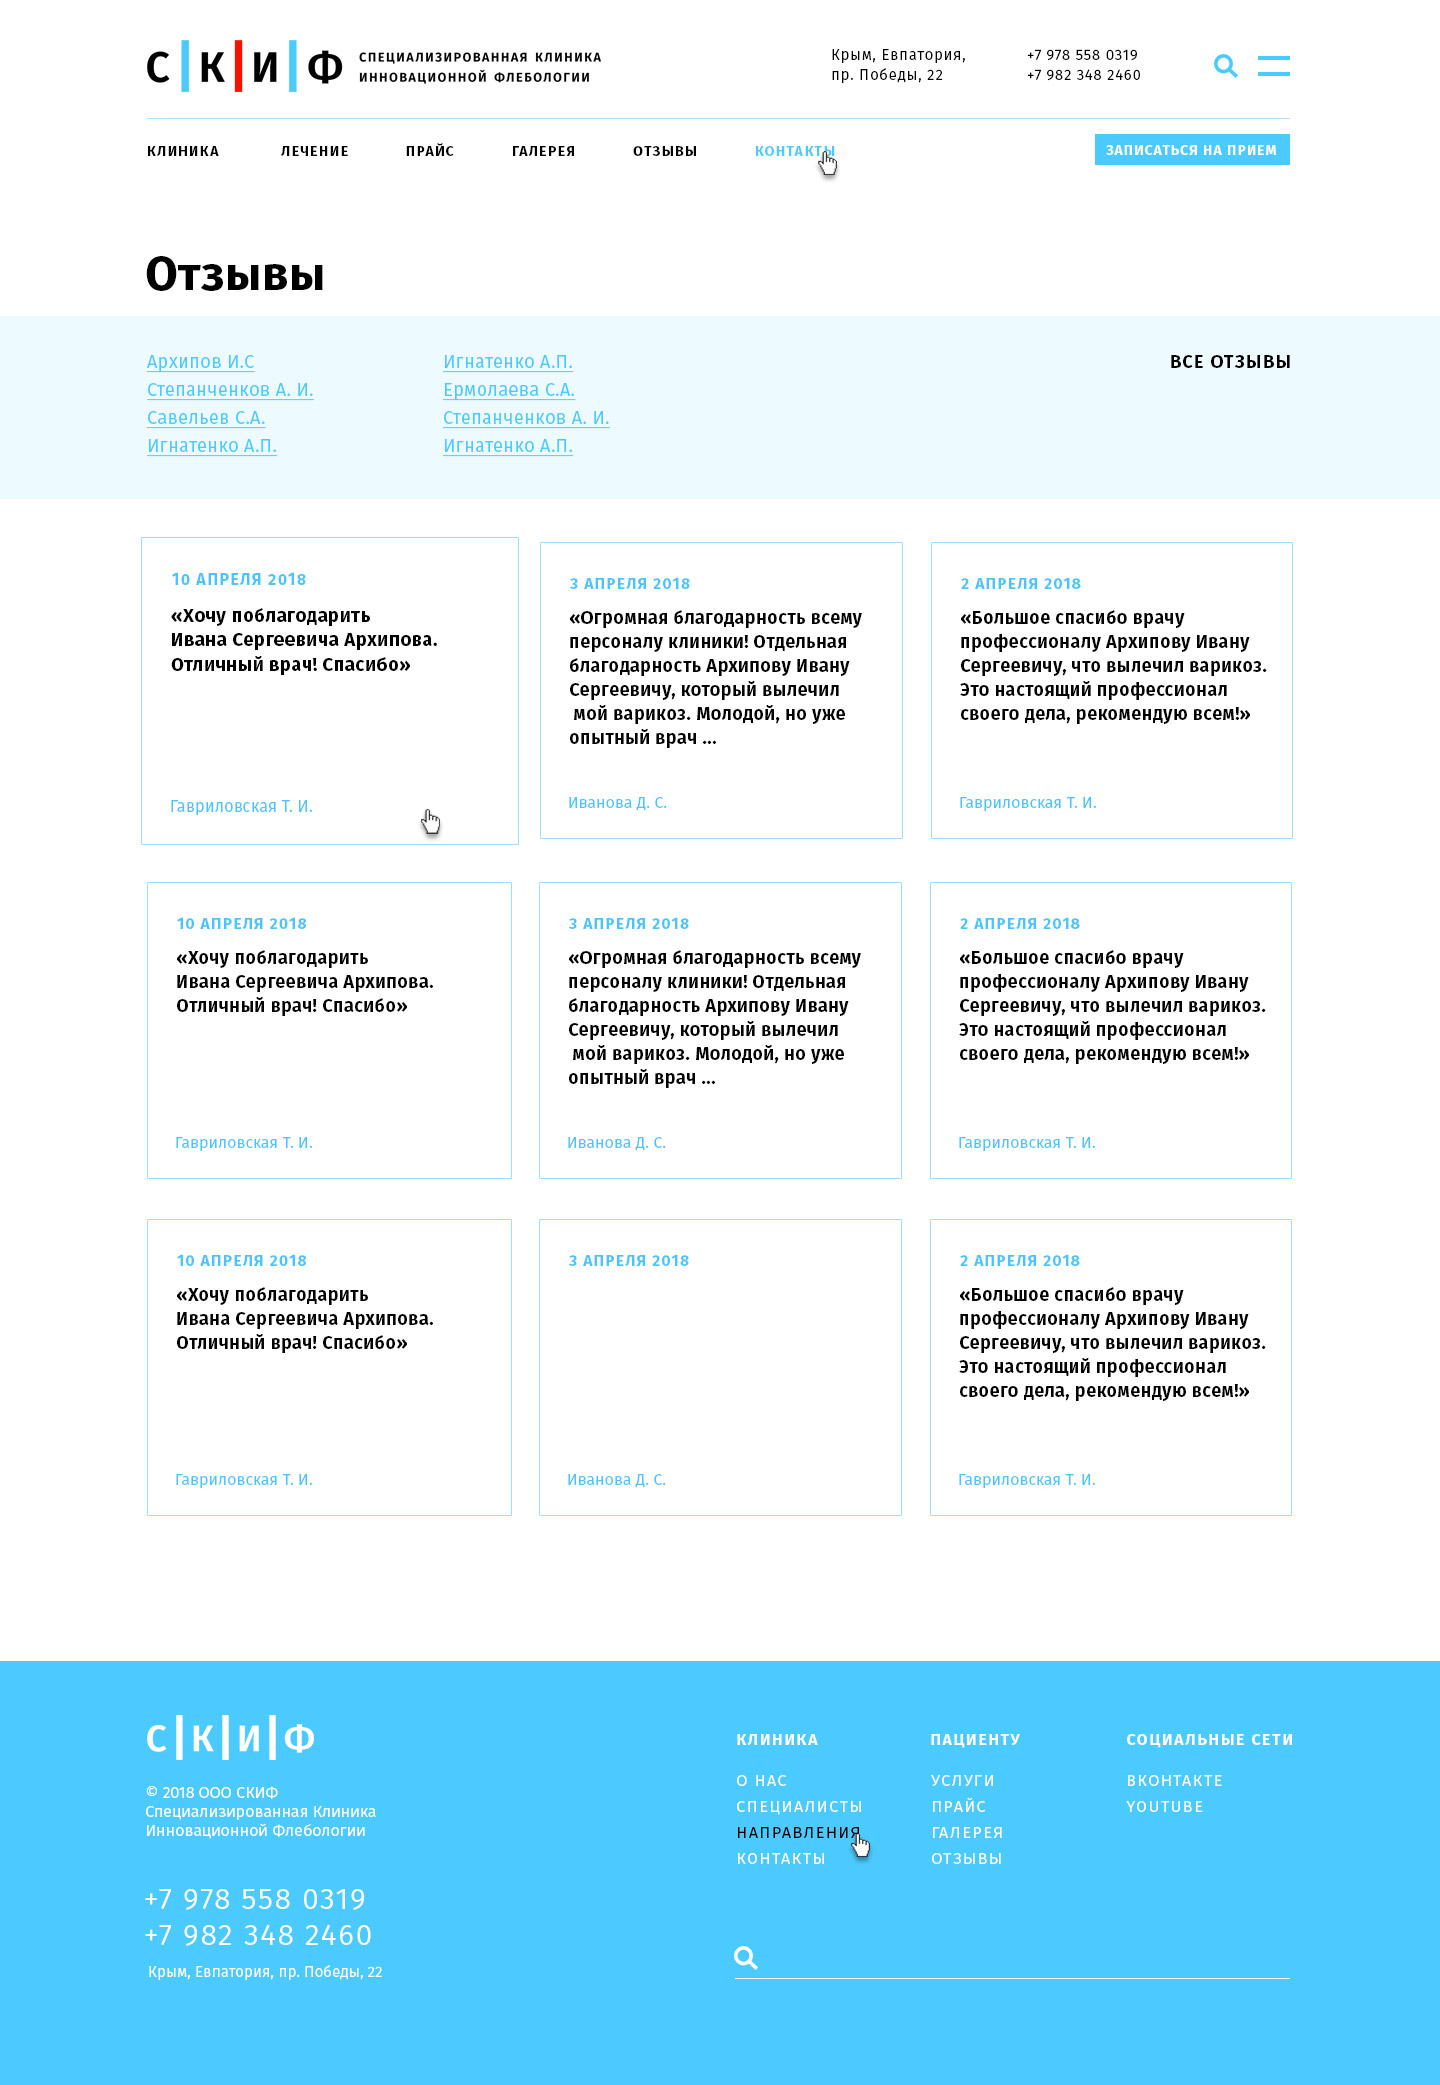 С К И Ф
СПЕЦИАЛИЗИРОВАННАЯ КЛИНИКА
ИННОВАЦИОННОЙ ФЛЕБОЛОГИИ
Крым, Евпатория,
пр. Победы, 22
+7 978 558 0319
+7 982 348 2460
КЛИНИКА
ЛЕЧЕНИЕ
ПРАЙС
ГАЛЕРЕЯ
ОТЗЫВЫ
КОНТАКТЫ
ЗАПИСАТЬСЯ НА ПРИЕМ
Отзывы
Архипов И.С
Степанченков А. И.
Савельев С.А.
Игнатенко А.П.
Игнатенко А.П.
Ермолаева С.А.
Степанченков А. И.
Игнатенко А.П.
ВСЕ ОТЗЫВЫ
10 АПРЕЛЯ 2018
«Хочу поблагодарить
Ивана Сергеевича Архипова.
Отличный врач! Спасибо»
Гавриловская Т. И.
3 АПРЕЛЯ 2018
«Огромная благодарность всему
персоналу клиники! Отдельная
благодарность Архипову Ивану
Сергеевичу, который вылечил
мой варикоз. Молодой, но уже
опытный врач ...
Иванова Д. С.
2 АПРЕЛЯ 2018
«Большое спасибо врачу
профессионалу Архипову Ивану
Сергеевичу, что вылечил варикоз.
Это настоящий профессионал
своего дела, рекомендую всем!»
Гавриловская Т. И.
10 АПРЕЛЯ 2018
«Хочу поблагодарить
Ивана Сергеевича Архипова.
Отличный врач! Спасибо»
Гавриловская Т. И.
3 АПРЕЛЯ 2018
«Огромная благодарность всему
персоналу клиники! Отдельная
благодарность Архипову Ивану
Сергеевичу, который вылечил
мой варикоз. Молодой, но уже
опытный врач ...
Иванова Д. С.
2 АПРЕЛЯ 2018
«Большое спасибо врачу
профессионалу Архипову Ивану
Сергеевичу, что вылечил варикоз.
Это настоящий профессионал
своего дела, рекомендую всем!»
Гавриловская Т. И.
10 АПРЕЛЯ 2018
«Хочу поблагодарить
Ивана Сергеевича Архипова.
Отличный врач! Спасибо»
Гавриловская Т. И.
3 АПРЕЛЯ 2018
Иванова Д. С.
2 АПРЕЛЯ 2018
«Большое спасибо врачу
профессионалу Архипову Ивану
Сергеевичу, что вылечил варикоз.
Это настоящий профессионал
своего дела, рекомендую всем!»
Гавриловская Т. И.
С К И Ф
© 2018 ООО СКИФ
Специализированная Клиника
Инновационной Флебологии
+7 978 558 0319
+7 982 348 2460
Крым, Евпатория, пр. Победы, 22
КЛИНИКА
О НАС
СПЕЦИАЛИСТЫ
НАПРАВЛЕНИЯ
КОНТАКТЫ
ПАЦИЕНТУ
УСЛУГИ
ПРАЙС
ГАЛЕРЕЯ
ОТЗЫВЫ
СОЦИАЛЬНЫЕ СЕТИ
ВКОНТАКТЕ
YOUTUBE